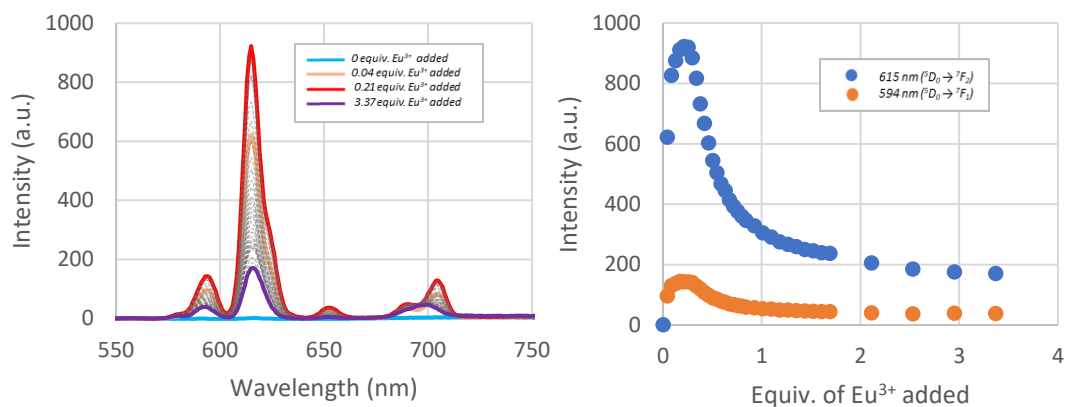 1000
800
600
400
200
0
550
600
650
700
750
Intensity (a.u.)
Wavelength (nm)
0 equiv. Eu³⁺ added
0.04 equiv. Eu³⁺ added
0.21 equiv. Eu³⁺ added
3.37 equiv. Eu³⁺ added
1000
800
600
400
200
0
0
1
2
3
4
Intensity (a.u.)
Equiv. of Eu³⁺ added
615 nm (⁵D₀ → ⁷F₂)
594 nm (⁵D₀ → ⁷F₁)